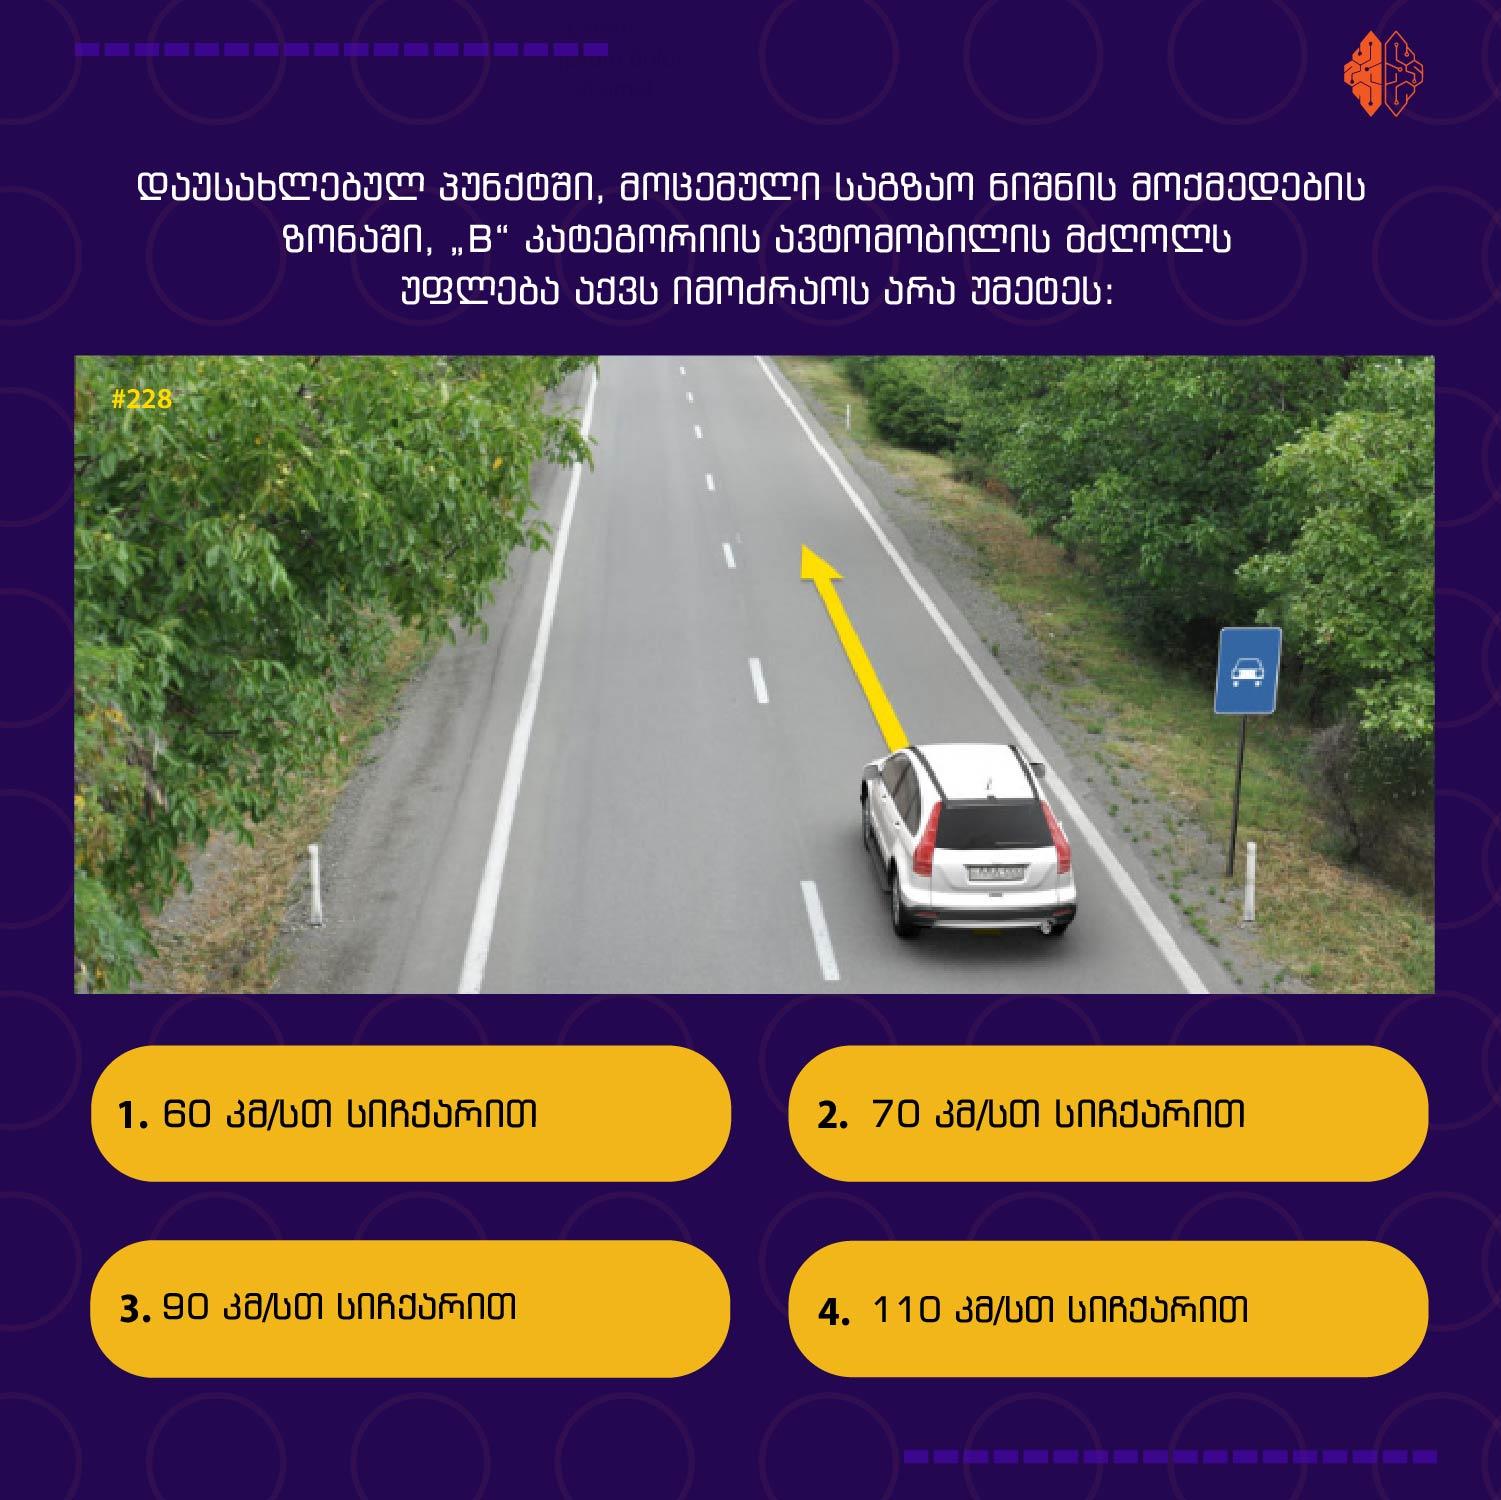 დაუსახლებულ პუნქტში, მოცემული საგზაო ნიშნის მოქმედების
ზონაში, „B“ კატეგორიის ავტომობილის მძღოლს
უფლება აქვს იმოძრაოს არა უმეტეს:
#228
1. 60 კმ/სთ სიჩქარით
2. 70 კმ/სთ სიჩქარით
3. 90 კმ/სთ სიჩქარით
4. 110 კმ/სთ სიჩქარით